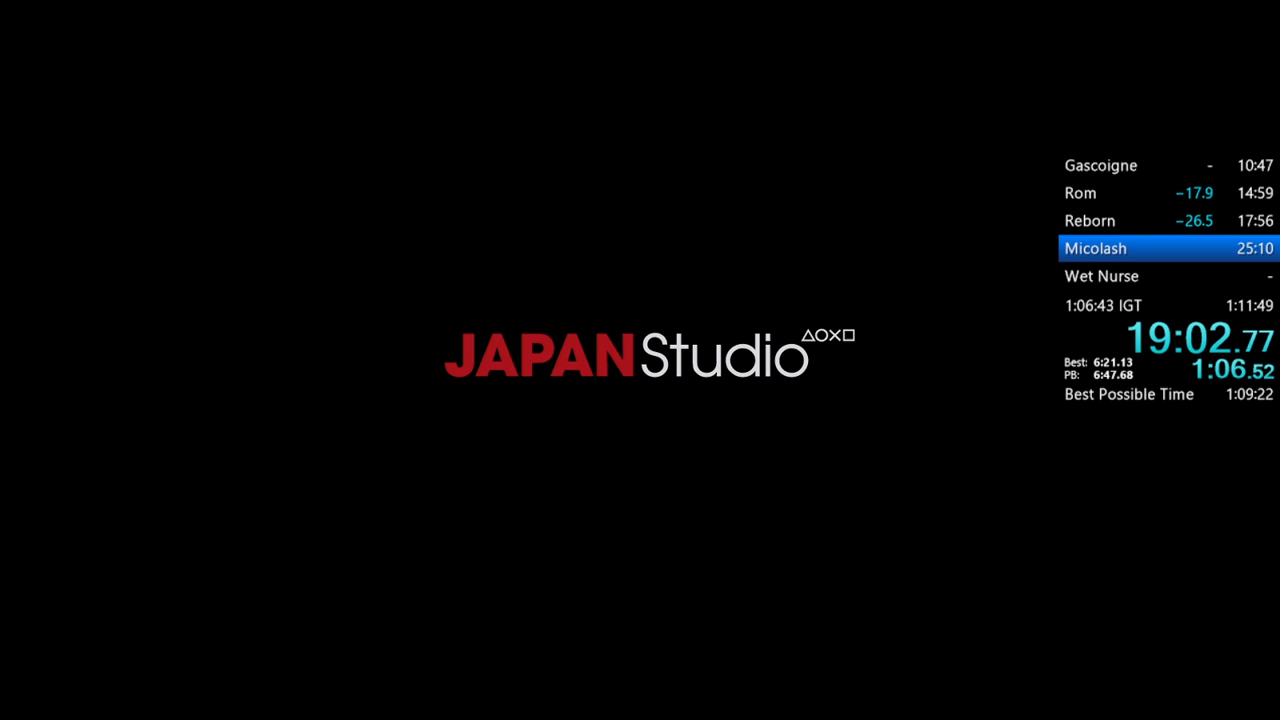 JAPAN Studio
Gascoigne - 10:47
Rom -17.9 14:59
Reborn -26.5 17:56
Micolash 25:10
Wet Nurse -
1:06:43 IGT 1:11:49
19:02.77
Best: 6:21.13
PB: 6:47.68 1:06.52
Best Possible Time 1:09:22